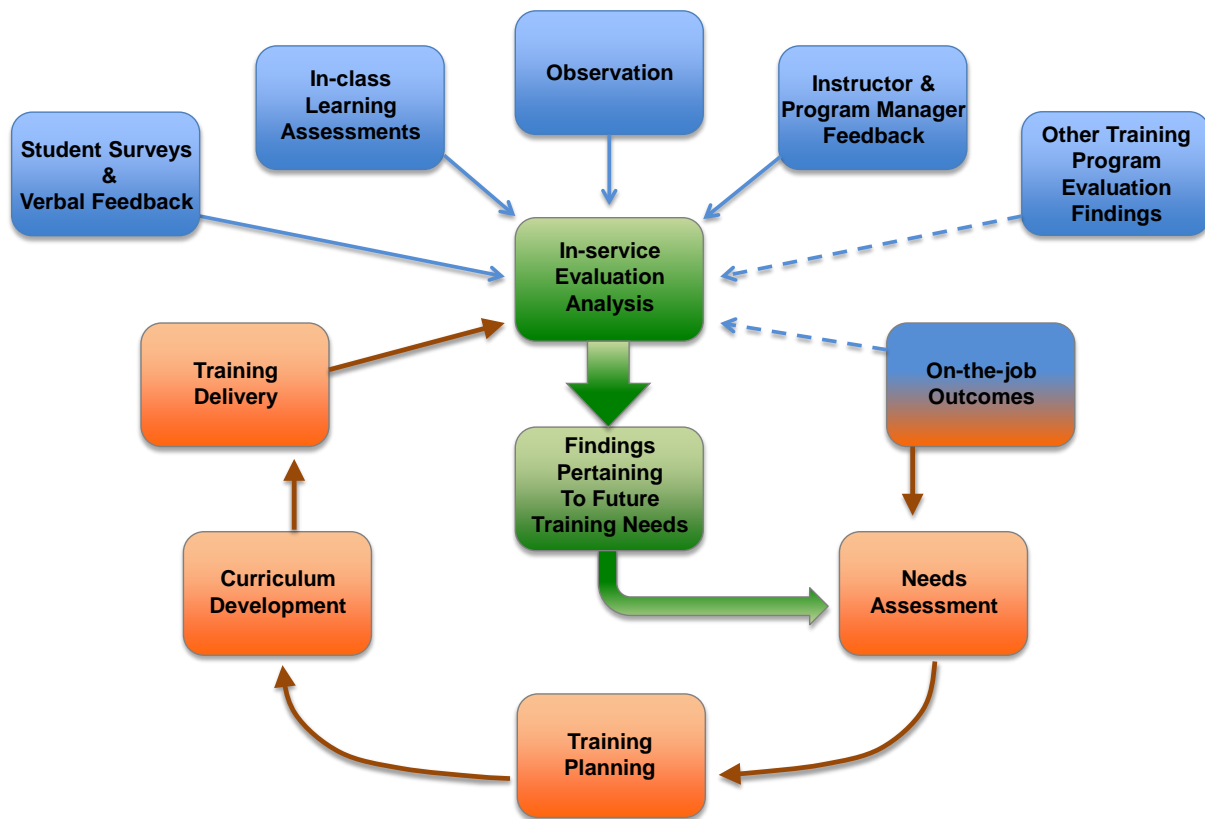 Observation
In-class
Learning
Assessments
Instructor &
Program Manager
Feedback
Student Surveys
&
Verbal Feedback
Other Training
Program
Evaluation
Findings
In-service
Evaluation
Analysis
Training
Delivery
On-the-job
Outcomes
Findings
Pertaining
To Future
Training Needs
Curriculum
Development
Needs
Assessment
Training
Planning